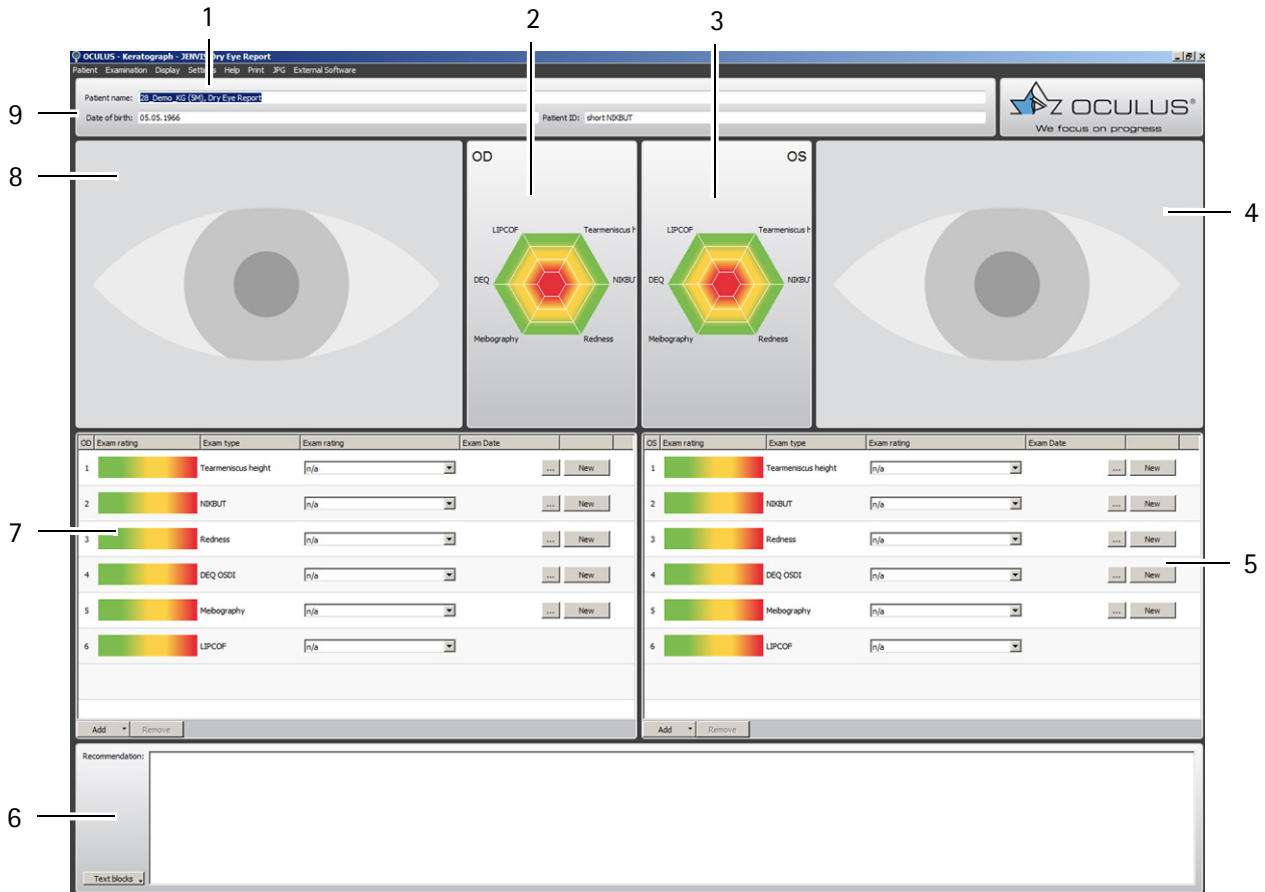 1 2 3
OCULUS - Keratograph - JENVIS Dry Eye Report
Patient Examination Display Settings Help Print JPG External Software
Patient name: 28_Demo_KG (5M), Dry Eye Report
9
Date of birth: 05.05.1966 Patient ID: short NIKBUT
OCULUS®
We focus on progress
8
OD
OS
4
LIPCOF Tearmeniscus h
DEQ NIKBU
Meibography Redness
LIPCOF Tearmeniscus h
DEQ NIKBU
Meibography Redness
OD Exam rating Exam type Exam rating Exam Date
1 Tearmeniscus height n/a ... New
2 NIKBUT n/a ... New
7
3 Redness n/a ... New
4 DEQ OSDI n/a ... New
5 Meibography n/a ... New
6 LIPCOF n/a
Add Remove
OS Exam rating Exam type Exam rating Exam Date
1 Tearmeniscus height n/a ... New
2 NIKBUT n/a ... New
3 Redness n/a ... New
4 DEQ OSDI n/a ... New
5
5 Meibography n/a ... New
6 LIPCOF n/a
Add Remove
Recommendation:
6
Text blocks